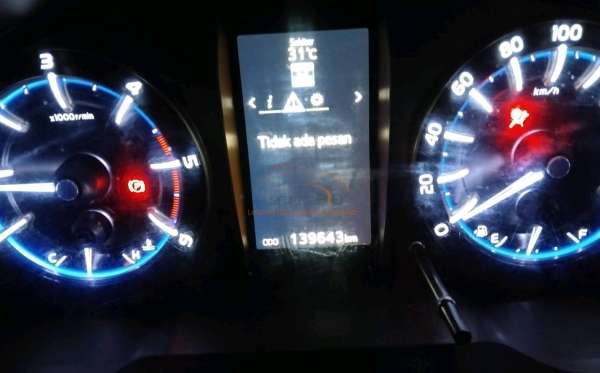 Sekitar
31°C
Tidak ada pesan
ODO 139643 km
3
4
5
6
x1000r/min
P
C
H
0
20
40
60
80
100
km/h
E
F